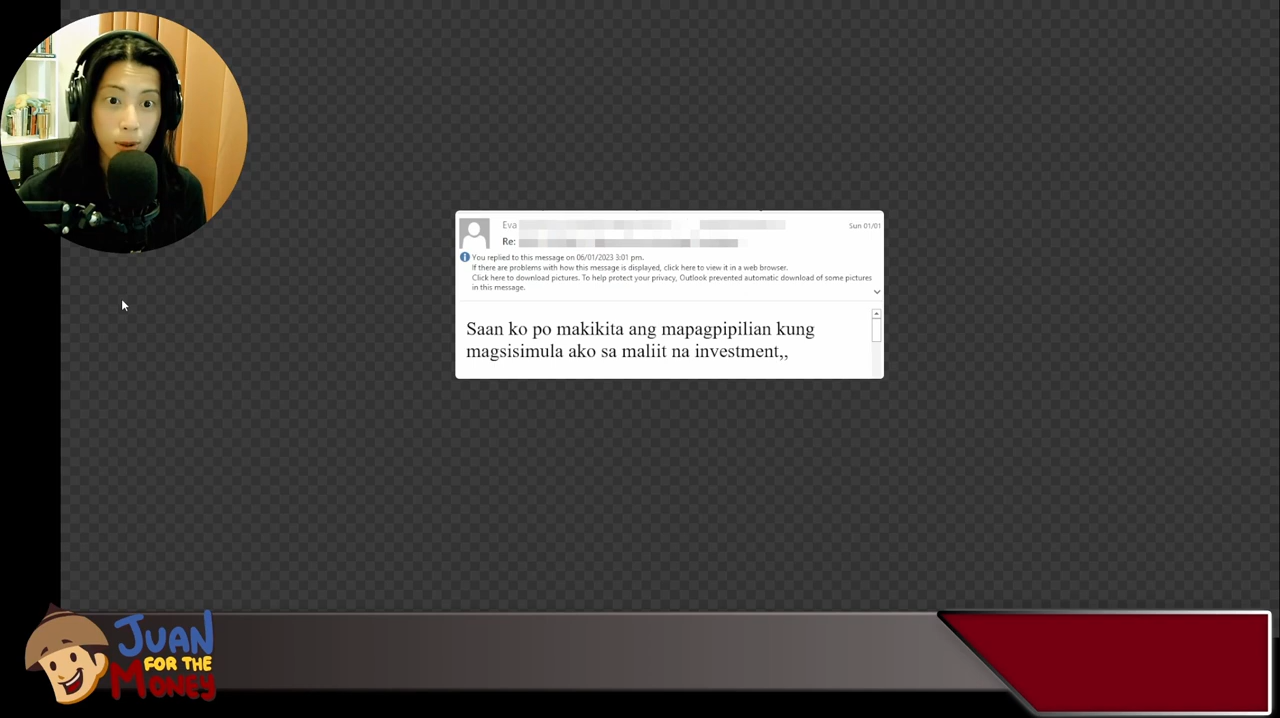 Eva
Sun 01/01
Re:
You replied to this message on 06/01/2023 3:01 pm.
If there are problems with how this message is displayed, click here to view it in a web browser.
Click here to download pictures. To help protect your privacy, Outlook prevented automatic download of some pictures
in this message.
Saan ko po makikita ang mapagpipilian kung
magsisimula ako sa maliit na investment,,
JUAN
FOR THE
MONEY